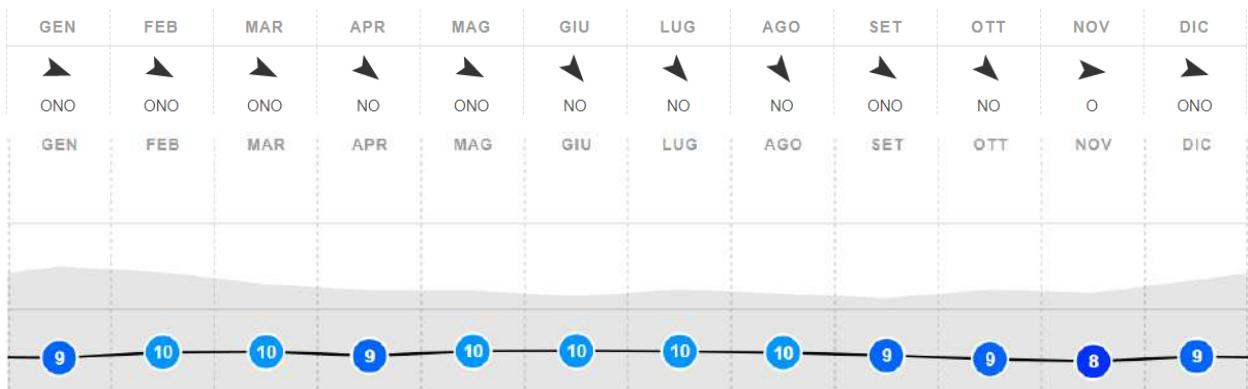 GEN FEB MAR APR MAG GIU LUG AGO SET OTT NOV DIC
ONO ONO ONO NO ONO NO NO NO ONO NO O ONO
GEN FEB MAR APR MAG GIU LUG AGO SET OTT NOV DIC
9 10 10 9 10 10 10 10 9 9 8 9